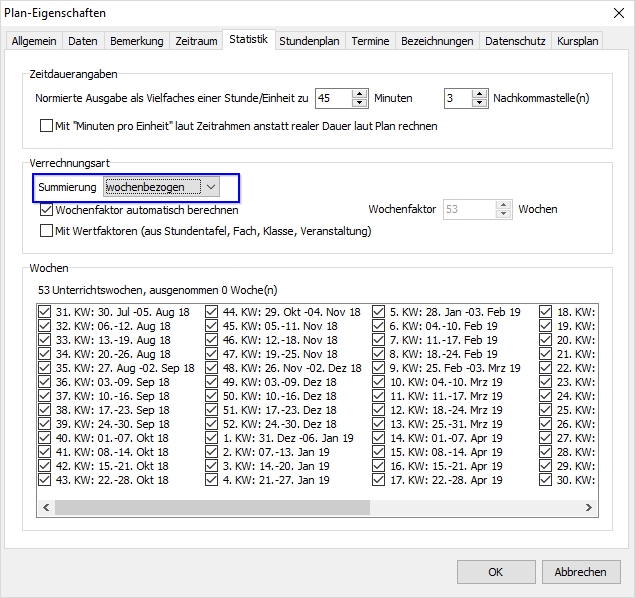 Plan-Eigenschaften
Allgemein Daten Bemerkung Zeitraum Statistik Stundenplan Termine Bezeichnungen Datenschutz Kursplan
Zeitdauerangaben
Normierte Ausgabe als Vielfaches einer Stunde/Einheit zu 45 Minuten 3 Nachkommastelle(n)
Mit "Minuten pro Einheit" laut Zeitrahmen anstatt realer Dauer laut Plan rechnen
Verrechnungsart
Summierung wochenbezogen
Wochenfaktor automatisch berechnen Wochenfaktor 53 Wochen
Mit Wertfaktoren (aus Stundentafel, Fach, Klasse, Veranstaltung)
Wochen
53 Unterrichtswochen, ausgenommen 0 Woche(n)
31. KW: 30. Jul -05. Aug 18 44. KW: 29. Okt -04. Nov 18 5. KW: 28. Jan -03. Feb 19 18. KW:
32. KW: 06.-12. Aug 18 45. KW: 05.-11. Nov 18 6. KW: 04.-10. Feb 19 19. KW:
33. KW: 13.-19. Aug 18 46. KW: 12.-18. Nov 18 7. KW: 11.-17. Feb 19 20. KW:
34. KW: 20.-26. Aug 18 47. KW: 19.-25. Nov 18 8. KW: 18.-24. Feb 19 21. KW:
35. KW: 27. Aug -02. Sep 18 48. KW: 26. Nov -02. Dez 18 9. KW: 25. Feb -03. Mrz 19 22. KW:
36. KW: 03.-09. Sep 18 49. KW: 03.-09. Dez 18 10. KW: 04.-10. Mrz 19 23. KW:
37. KW: 10.-16. Sep 18 50. KW: 10.-16. Dez 18 11. KW: 11.-17. Mrz 19 24. KW:
38. KW: 17.-23. Sep 18 51. KW: 17.-23. Dez 18 12. KW: 18.-24. Mrz 19 25. KW:
39. KW: 24.-30. Sep 18 52. KW: 24.-30. Dez 18 13. KW: 25.-31. Mrz 19 26. KW:
40. KW: 01.-07. Okt 18 1. KW: 31. Dez -06. Jan 19 14. KW: 01.-07. Apr 19 27. KW:
41. KW: 08.-14. Okt 18 2. KW: 07.-13. Jan 19 15. KW: 08.-14. Apr 19 28. KW:
42. KW: 15.-21. Okt 18 3. KW: 14.-20. Jan 19 16. KW: 15.-21. Apr 19 29. KW:
43. KW: 22.-28. Okt 18 4. KW: 21.-27. Jan 19 17. KW: 22.-28. Apr 19 30. KW:
OK Abbrechen